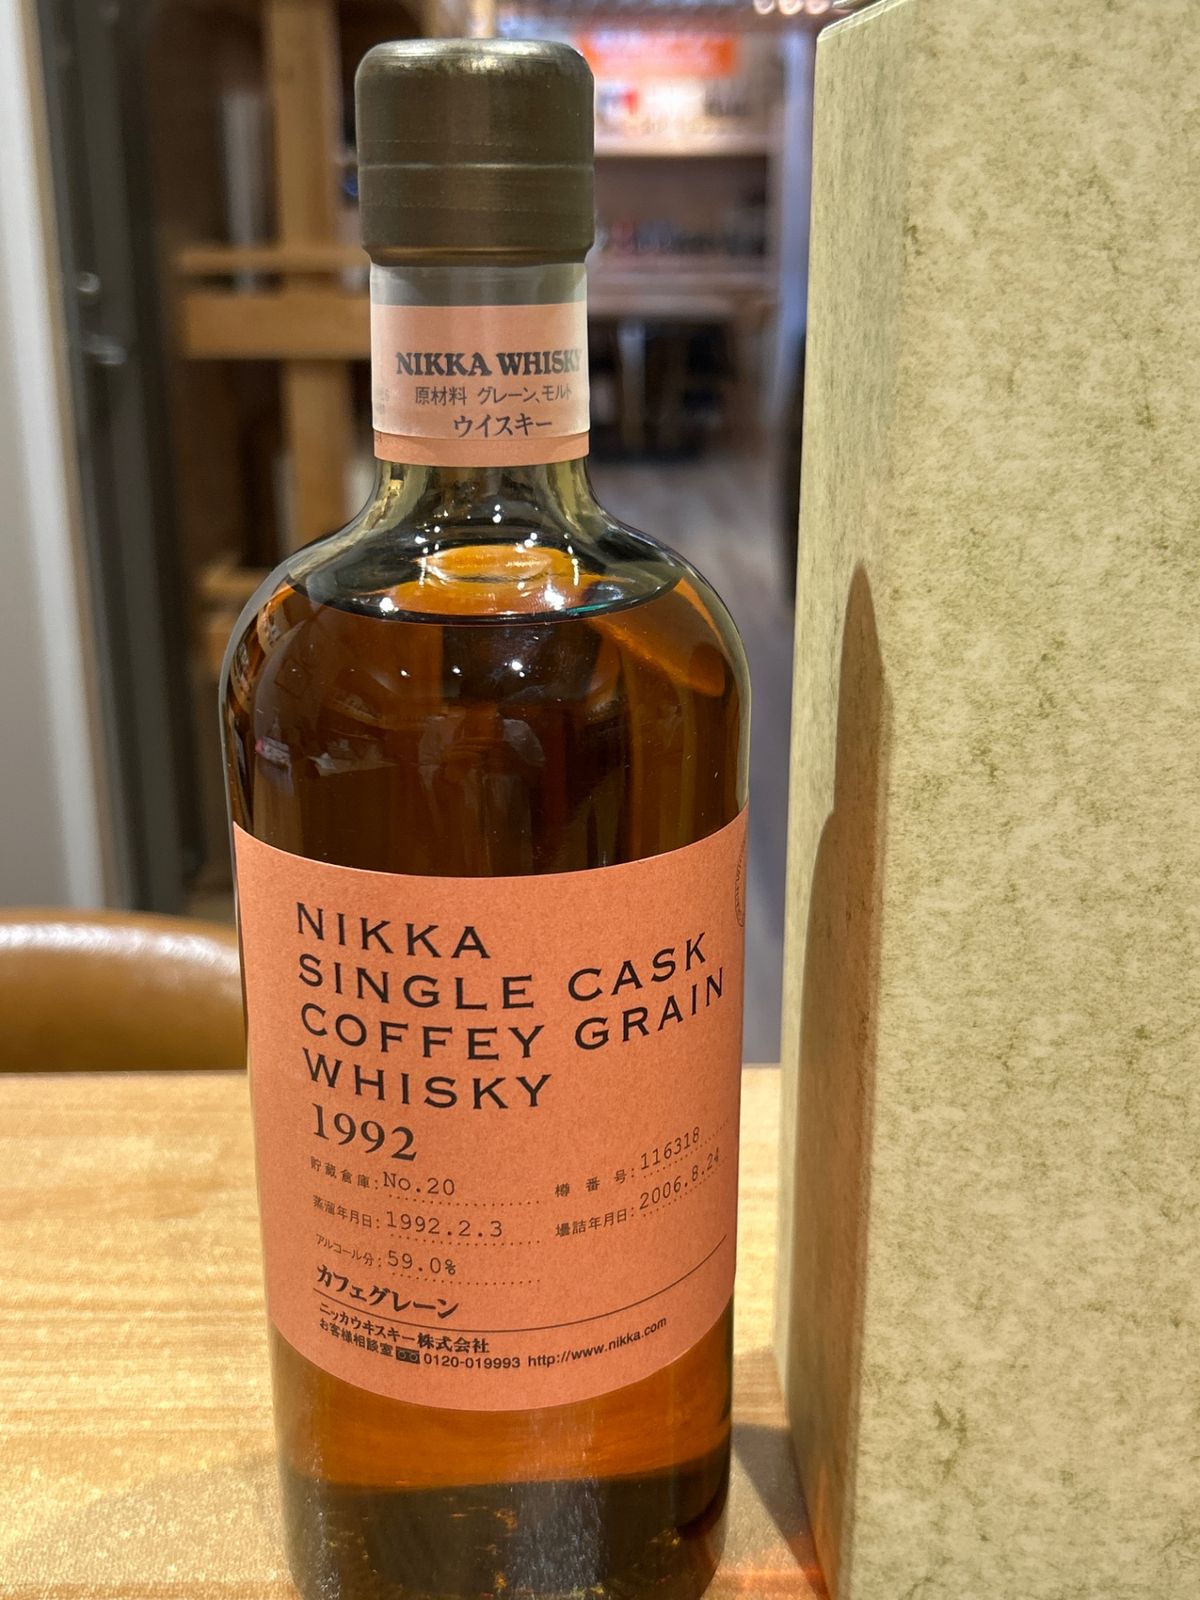 NIKKA WHISKY
原材料 グレーン、モルト
ウイスキー
NIKKA
SINGLE CASK
COFFEY GRAIN
WHISKY
1992
貯蔵倉庫:No.20 樽番号:116318
蒸溜年月日:1992.2.3 壜詰年月日:2006.8.24
アルコール分:59.0%
カフェグレーン
ニッカウヰスキー株式会社
お客様相談室 0120-019993 http://www.nikka.com